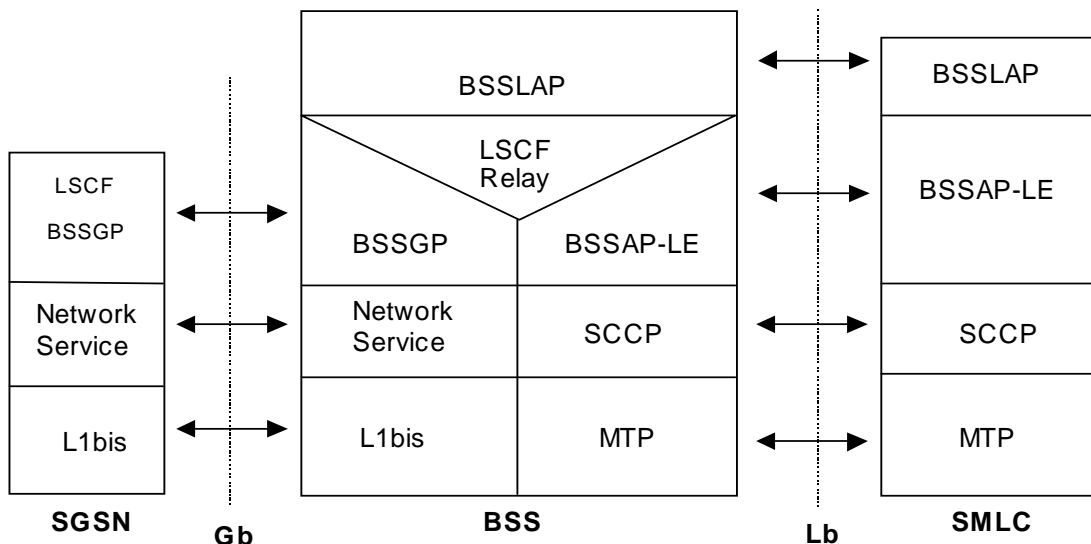 BSSLAP
LSCF
Relay
BSSGP
BSSAP-LE
Network
Service
SCCP
L1bis
MTP
BSS
LSCF
BSSGP
Network
Service
L1bis
SGSN
Gb
BSSLAP
BSSAP-LE
SCCP
MTP
SMLC
Lb